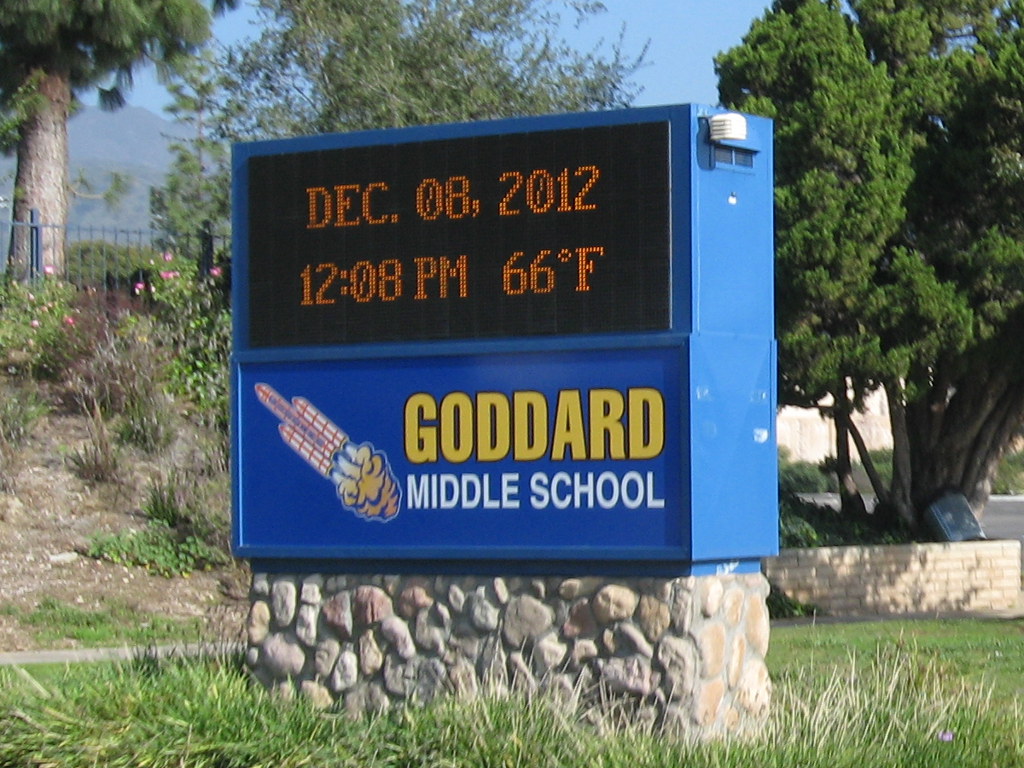 DEC. 08, 2012
12:08 PM 66°F
GODDARD
MIDDLE SCHOOL